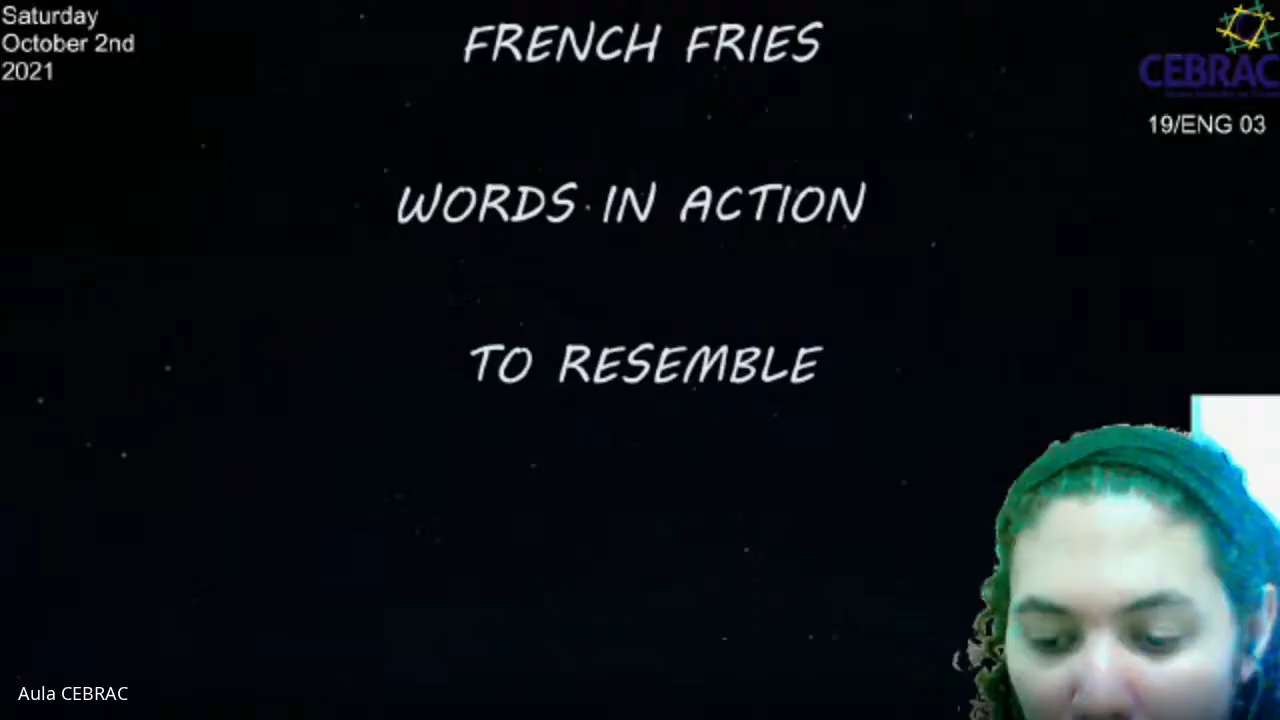 Saturday
October 2nd
2021
FRENCH FRIES
CEBRAC
19/ENG 03
WORDS IN ACTION
TO RESEMBLE
Aula CEBRAC